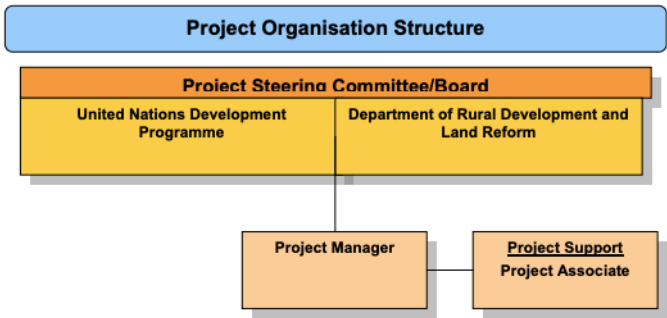 Project Organisation Structure
Project Steering Committee/Board
United Nations Development
Programme
Department of Rural Development and
Land Reform
Project Manager
Project Support
Project Associate